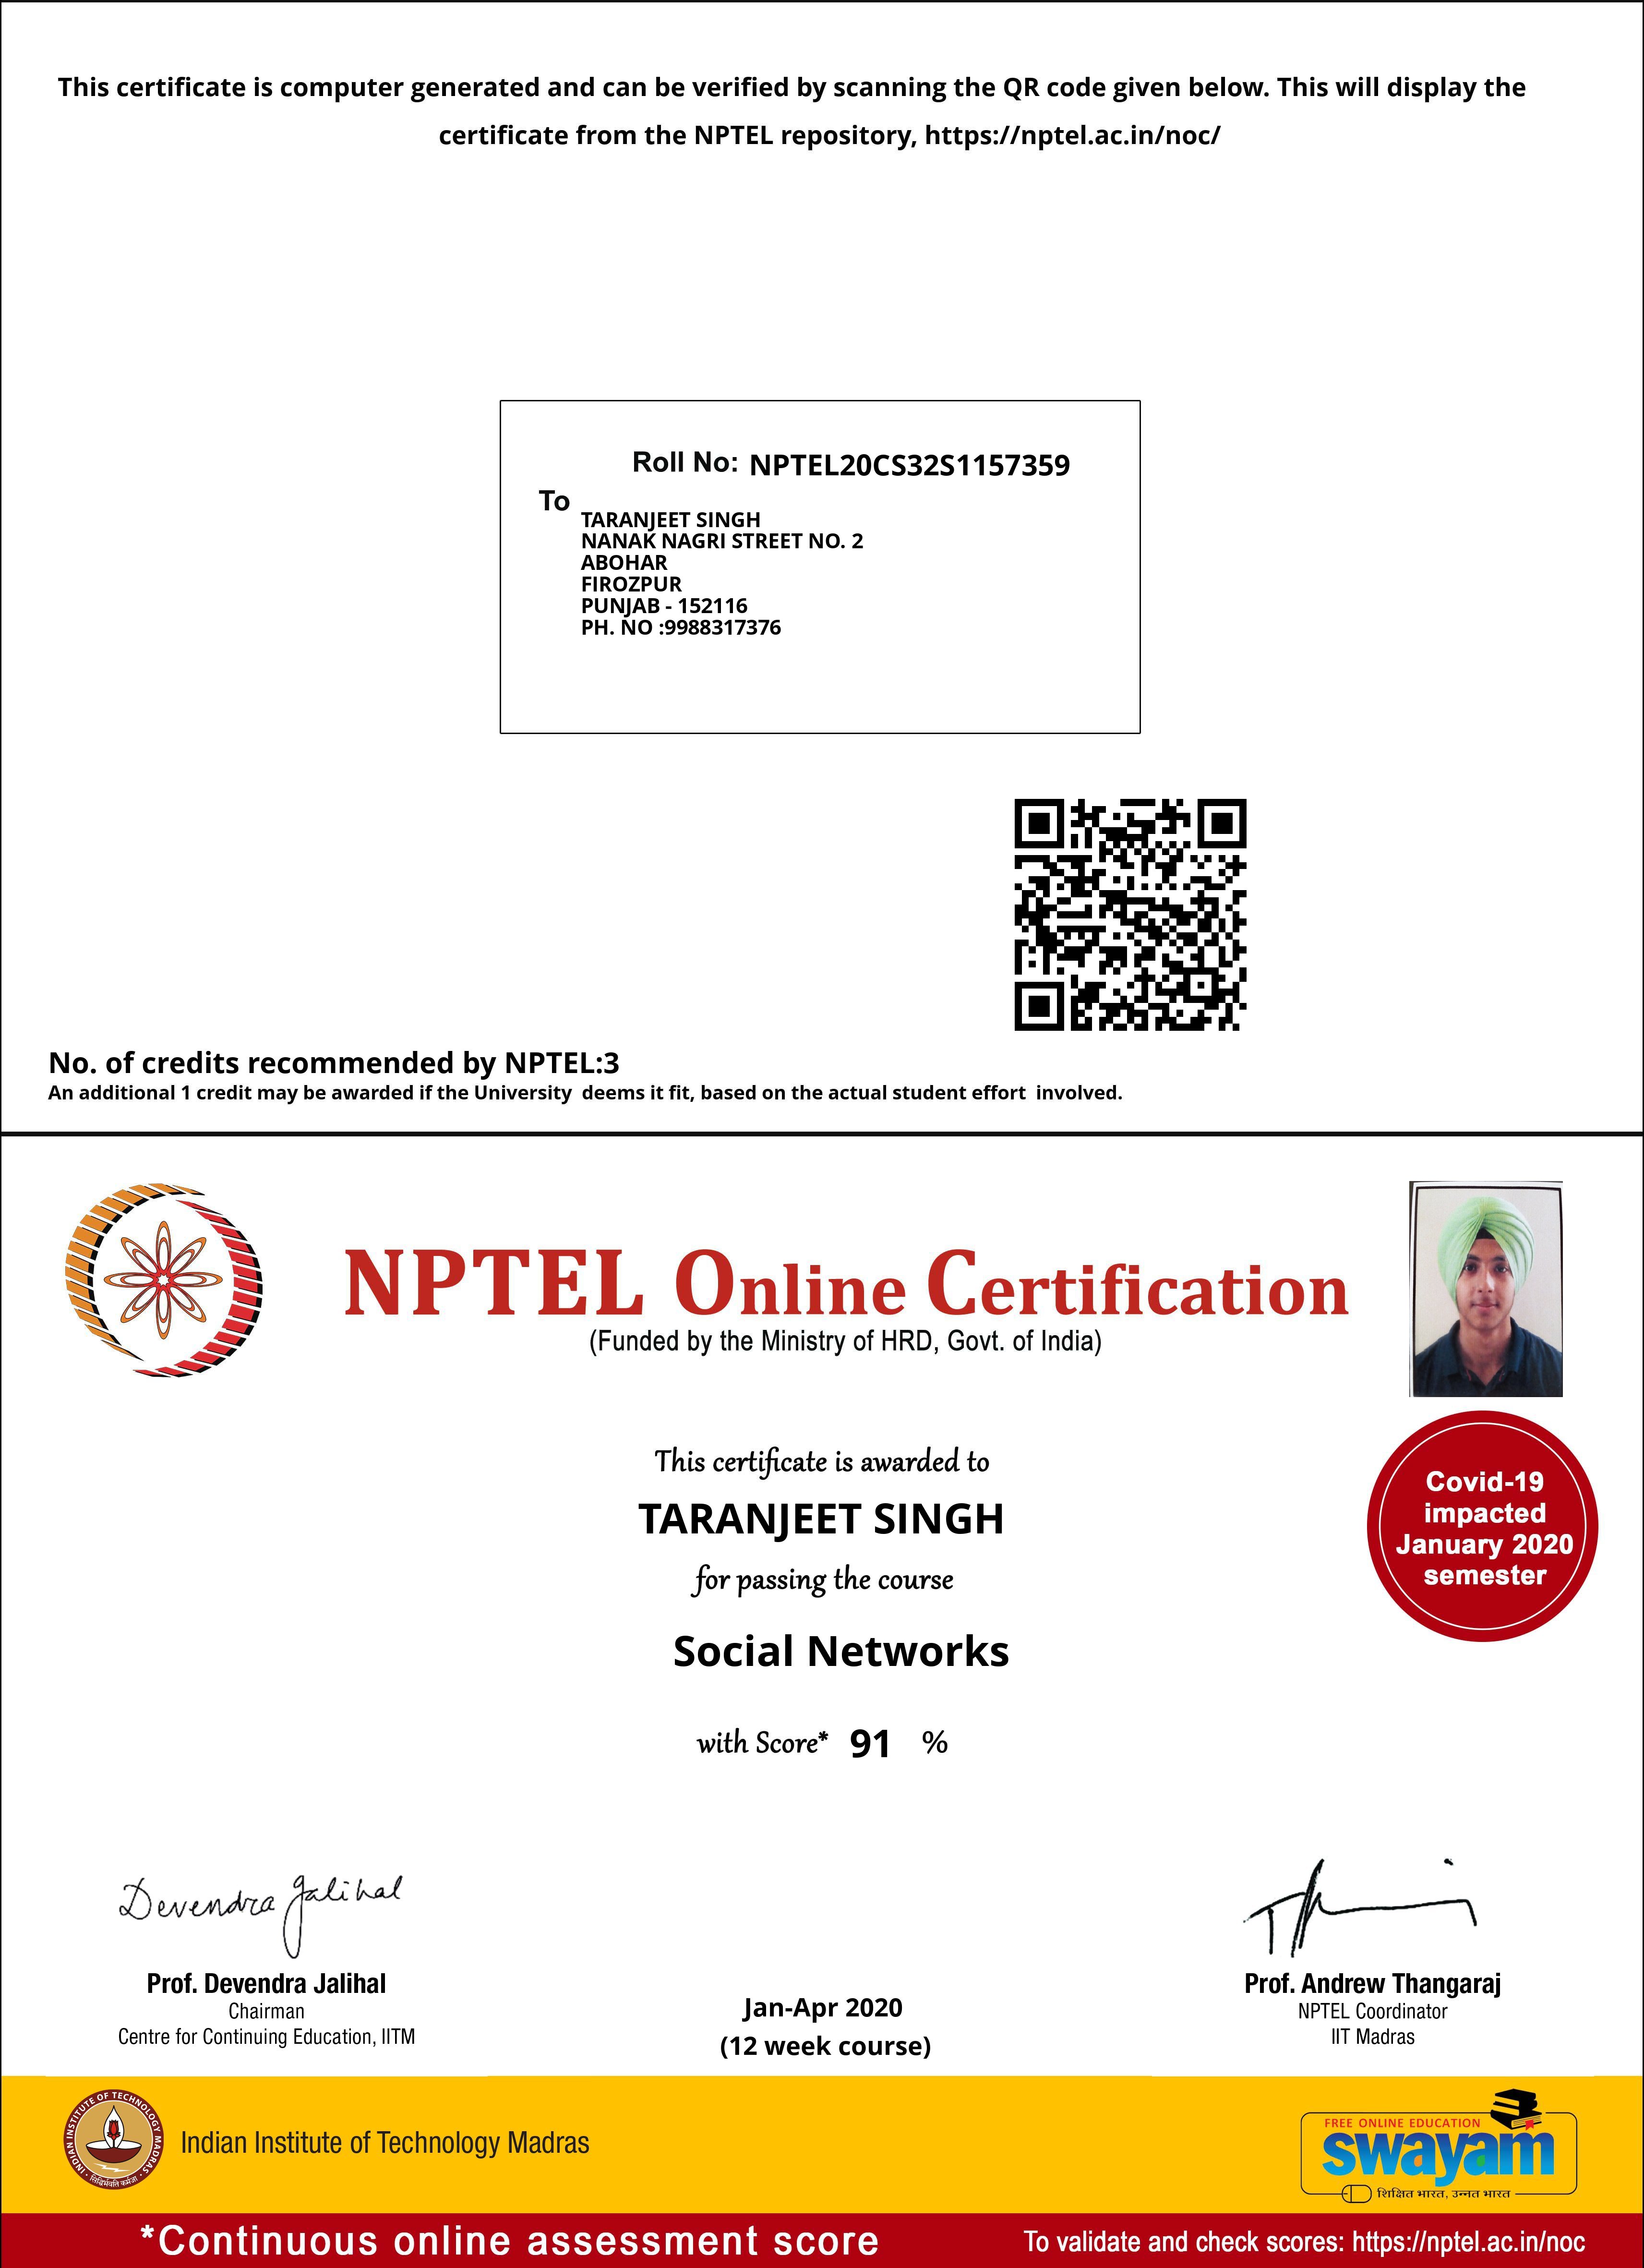 This certificate is computer generated and can be verified by scanning the QR code given below. This will display the
certificate from the NPTEL repository, https://nptel.ac.in/noc/
Roll No: NPTEL20CS32S1157359
To
TARANJEET SINGH
NANAK NAGRI STREET NO. 2
ABOHAR
FIROZPUR
PUNJAB - 152116
PH. NO :9988317376
No. of credits recommended by NPTEL:3
An additional 1 credit may be awarded if the University deems it fit, based on the actual student effort involved.
NPTEL Online Certification
(Funded by the Ministry of HRD, Govt. of India)
This certificate is awarded to
TARANJEET SINGH
for passing the course
Social Networks
with Score* 91 %
Covid-19
impacted
January 2020
semester
Devendra Jalihal
Prof. Devendra Jalihal
Chairman
Centre for Continuing Education, IITM
Jan-Apr 2020
(12 week course)
Prof. Andrew Thangaraj
NPTEL Coordinator
IIT Madras
INDIAN INSTITUTE OF TECHNOLOGY MADRAS
सिद्धिर्भवति कर्मजा
Indian Institute of Technology Madras
FREE ONLINE EDUCATION
swayam
शिक्षित भारत, उन्नत भारत
*Continuous online assessment score
To validate and check scores: https://nptel.ac.in/noc